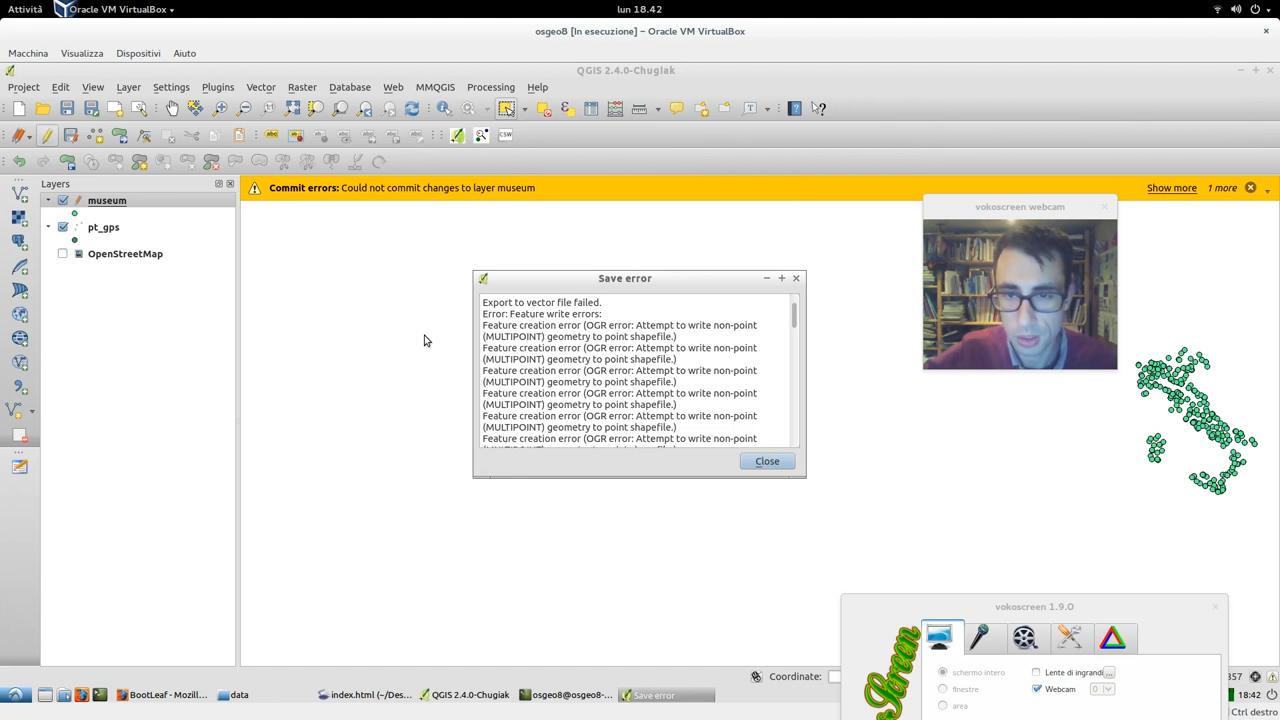 Attività
Oracle VM VirtualBox
lun 18.42
osgeo8 [In esecuzione] – Oracle VM VirtualBox
Macchina Visualizza Dispositivi Aiuto
QGIS 2.4.0-Chugiak
Project Edit View Layer Settings Plugins Vector Raster Database Web MMQGIS Processing Help
CSW
Layers
Commit errors: Could not commit changes to layer museum
Show more
1 more
museum
pt_gps
OpenStreetMap
vokoscreen webcam
Save error
Export to vector file failed.
Error: Feature write errors:
Feature creation error (OGR error: Attempt to write non-point
(MULTIPOINT) geometry to point shapefile.)
Feature creation error (OGR error: Attempt to write non-point
(MULTIPOINT) geometry to point shapefile.)
Feature creation error (OGR error: Attempt to write non-point
(MULTIPOINT) geometry to point shapefile.)
Feature creation error (OGR error: Attempt to write non-point
(MULTIPOINT) geometry to point shapefile.)
Feature creation error (OGR error: Attempt to write non-point
(MULTIPOINT) geometry to point shapefile.)
Feature creation error (OGR error: Attempt to write non-point
Close
vokoscreen 1.9.0
schermo intero
Lente di ingrandi...
finestre
Webcam
0
area
Screen
Coordinate:
357
BootLeaf - Mozill...
data
index.html (~/Des...
QGIS 2.4.0-Chugiak
osgeo8@osgeo8-...
Save error
18:42
Ctrl destro